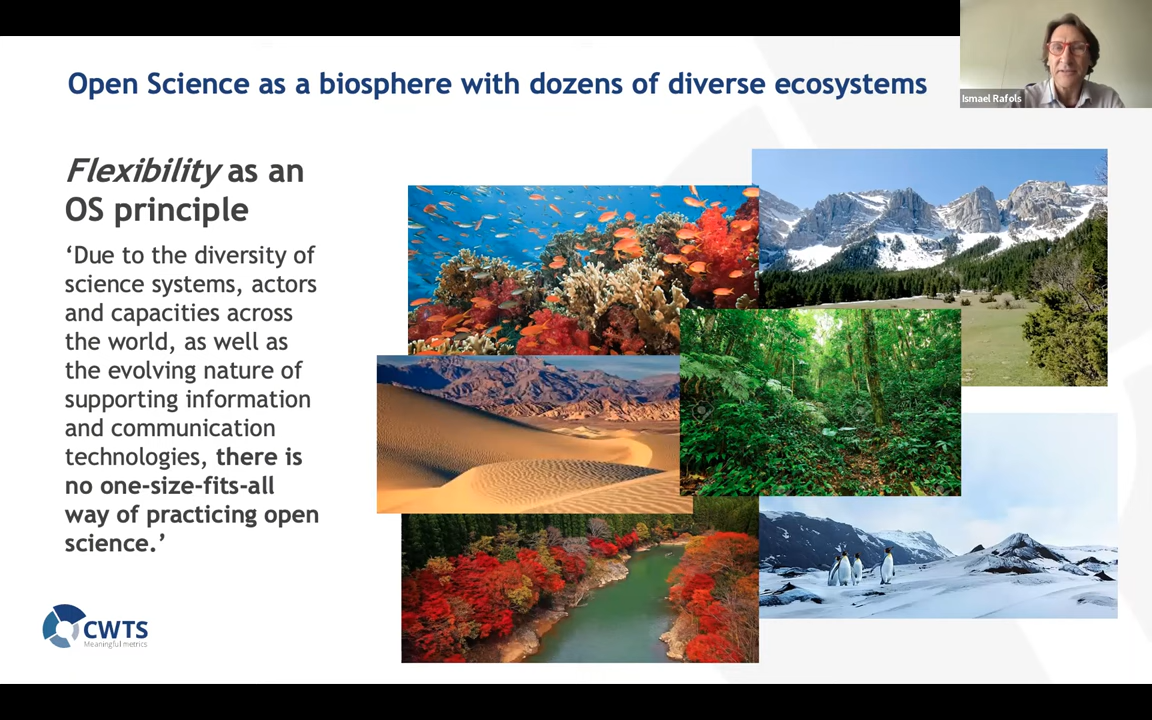 Open Science as a biosphere with dozens of diverse ecosystems
Ismael Rafols
Flexibility as an
OS principle
‘Due to the diversity of
science systems, actors
and capacities across
the world, as well as
the evolving nature of
supporting information
and communication
technologies, there is
no one-size-fits-all
way of practicing open
science.’
CWTS
Meaningful metrics